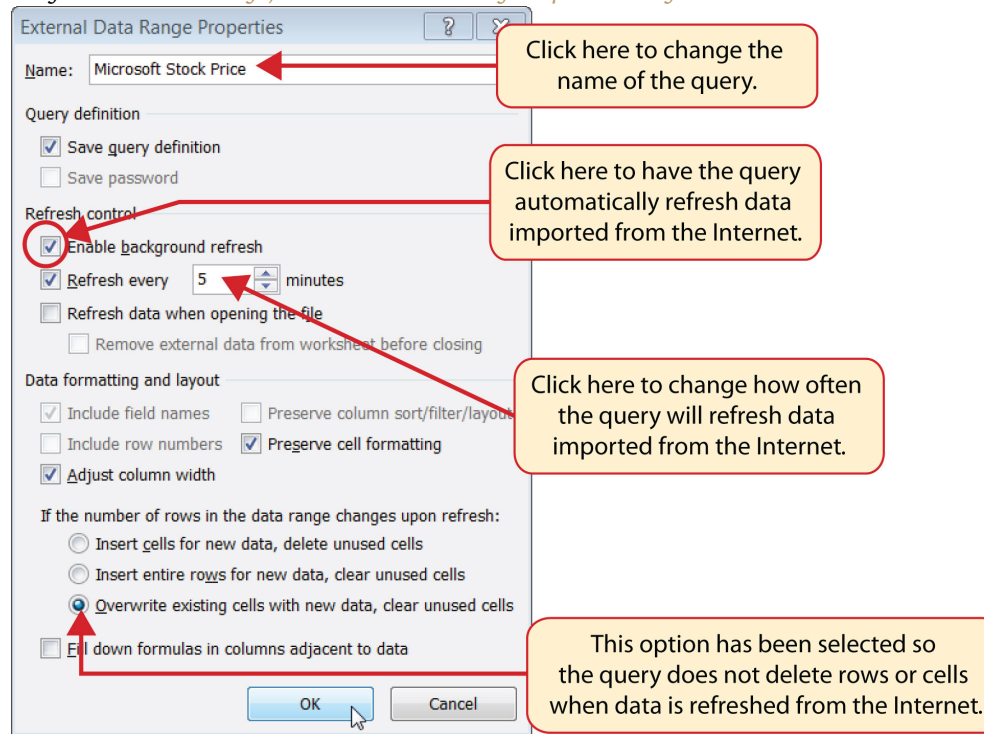 External Data Range Properties
Click here to change the
name of the query.
Name: Microsoft Stock Price
Query definition
Save query definition
Save password
Click here to have the query
automatically refresh data
imported from the Internet.
Refresh control
Enable background refresh
Refresh every 5 minutes
Refresh data when opening the file
Remove external data from worksheet before closing
Data formatting and layout
Include field names Preserve column sort/filter/layout
Include row numbers Preserve cell formatting
Adjust column width
Click here to change how often
the query will refresh data
imported from the Internet.
If the number of rows in the data range changes upon refresh:
Insert cells for new data, delete unused cells
Insert entire rows for new data, clear unused cells
Overwrite existing cells with new data, clear unused cells
Fill down formulas in columns adjacent to data
This option has been selected so
the query does not delete rows or cells
when data is refreshed from the Internet.
OK Cancel